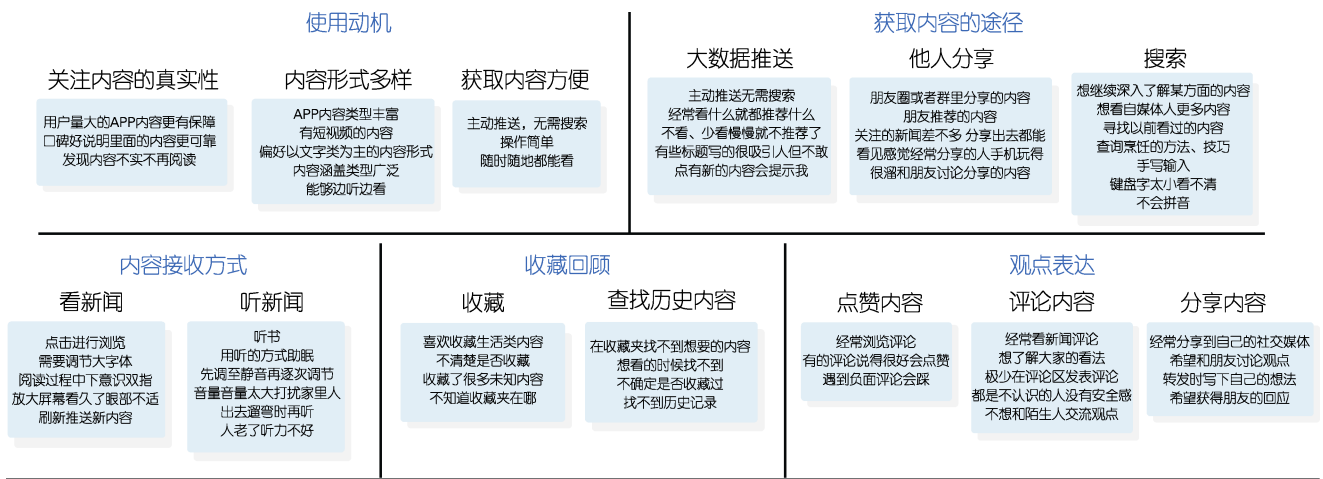 使用动机
关注内容的真实性
用户量大的APP内容更有保障
□碑好说明里面的内容更可靠
发现内容不实不再阅读
内容形式多样
APP内容类型丰富
有短视频的内容
偏好以文字类为主的内容形式
内容涵盖类型广泛
能够边听边看
获取内容方便
主动推送，无需搜索
操作简单
随时随地都能看
获取内容的途径
大数据推送
主动推送无需搜索
经常看什么就都推荐什么
不看、少看慢慢就不推荐了
有些标题写的很吸引人但不敢
点有新的内容会提示我
他人分享
朋友圈或者群里分享的内容
朋友推荐的内容
关注的新闻差不多 分享出去都能
看见感觉经常分享的人手机玩得
很溜和朋友讨论分享的内容
搜索
想继续深入了解某方面的内容
想看自媒体人更多内容
寻找以前看过的内容
查询烹饪的方法、技巧
手写输入
键盘字太小看不清
不会拼音
内容接收方式
看新闻
点击进行浏览
需要调节大字体
阅读过程中下意识双指
放大屏幕看久了眼部不适
刷新推送新内容
听新闻
听书
用听的方式助眠
先调至静音再逐次调节
音量音量太大打扰家里人
出去遛弯时再听
人老了听力不好
收藏回顾
收藏
喜欢收藏生活类内容
不清楚是否收藏
收藏了很多未知内容
不知道收藏夹在哪
查找历史内容
在收藏夹找不到想要的内容
想看的时候找不到
不确定是否收藏过
找不到历史记录
观点表达
点赞内容
经常浏览评论
有的评论说得很好会点赞
遇到负面评论会踩
评论内容
经常看新闻评论
想了解大家的看法
极少在评论区发表评论
都是不认识的人没有安全感
不想和陌生人交流观点
分享内容
经常分享到自己的社交媒体
希望和朋友讨论观点
转发时写下自己的想法
希望获得朋友的回应